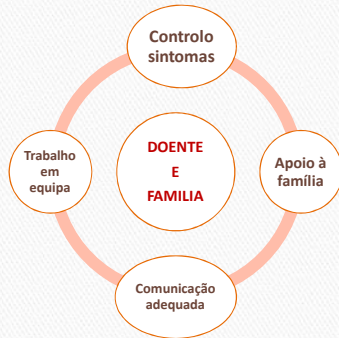 Controlo
sintomas
Trabalho
em
equipa
DOENTE
E
FAMILIA
Apoio à
família
Comunicação
adequada